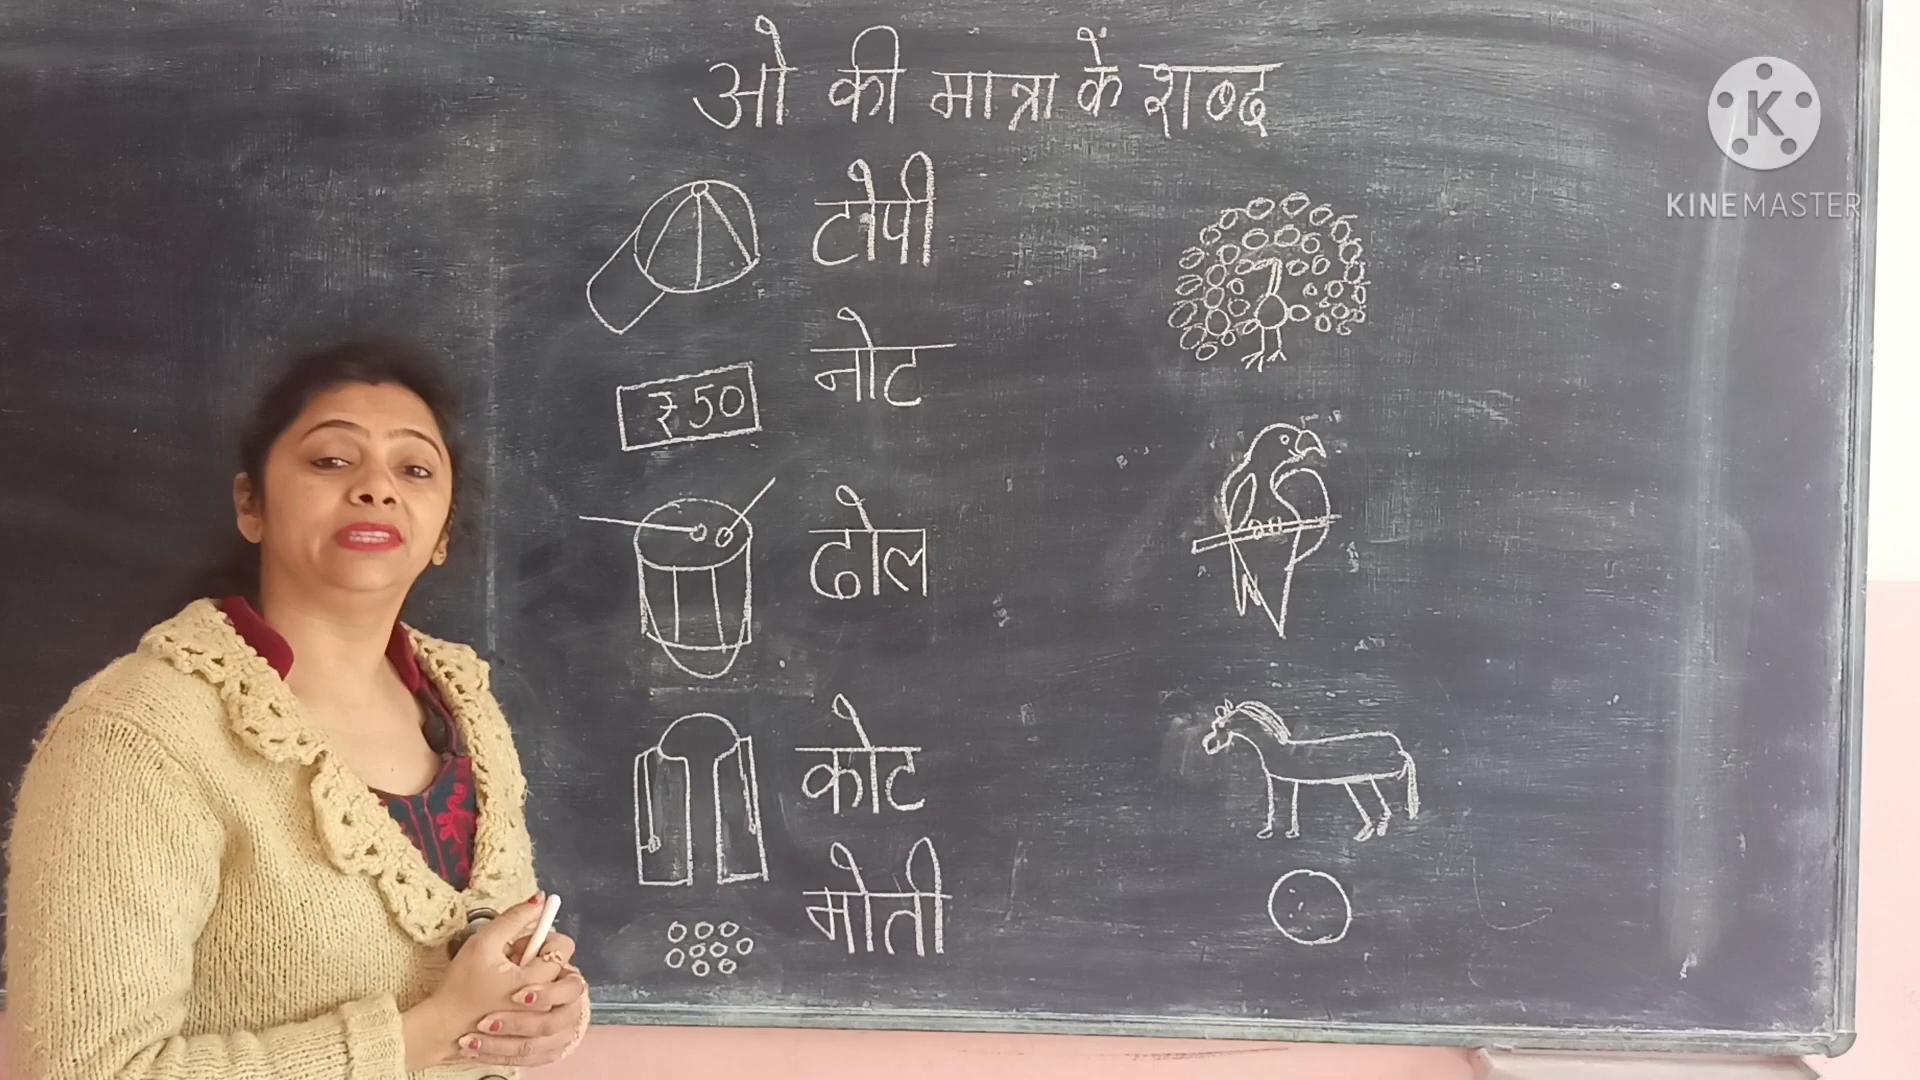 ओ की मात्रा के शब्द
टोपी
नोट
₹50
ढोल
कोट
मोती
K
KINEMASTER